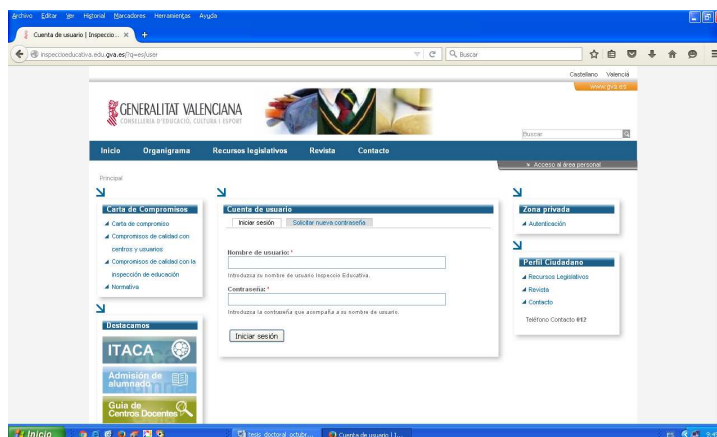 Archivo Editar Ver Historial Marcadores Herramientas Ayuda
Cuenta de usuario | Inspeccio...
inspeccioeducativa.edu.gva.es/?q=es/user
Buscar
Castellano Valencià
www.gva.es
GENERALITAT VALENCIANA
CONSELLERIA D'EDUCACIÓ, CULTURA I ESPORT
Buscar
Inicio Organigrama Recursos legislativos Revista Contacto
Acceso al área personal
Principal
Carta de Compromisos
Carta de compromiso
Compromisos de calidad con
centros y usuarios
Compromisos de calidad con la
inspección de educación
Normativa
Destacamos
ITACA
Admisión de
alumnado
Guia de
Centros Docentes
Cuenta de usuario
Iniciar sesión Solicitar nueva contraseña
Nombre de usuario: *
Introduzca su nombre de usuario Inspeccio Educativa.
Contraseña: *
Introduzca la contraseña que acompaña a su nombre de usuario.
Iniciar sesión
Zona privada
Autenticación
Perfil Ciudadano
Recursos Legislativos
Revista
Contacto
Teléfono Contacto 012
Inicio
tesis_doctoral_octubr...
Cuenta de usuario | I...
ES